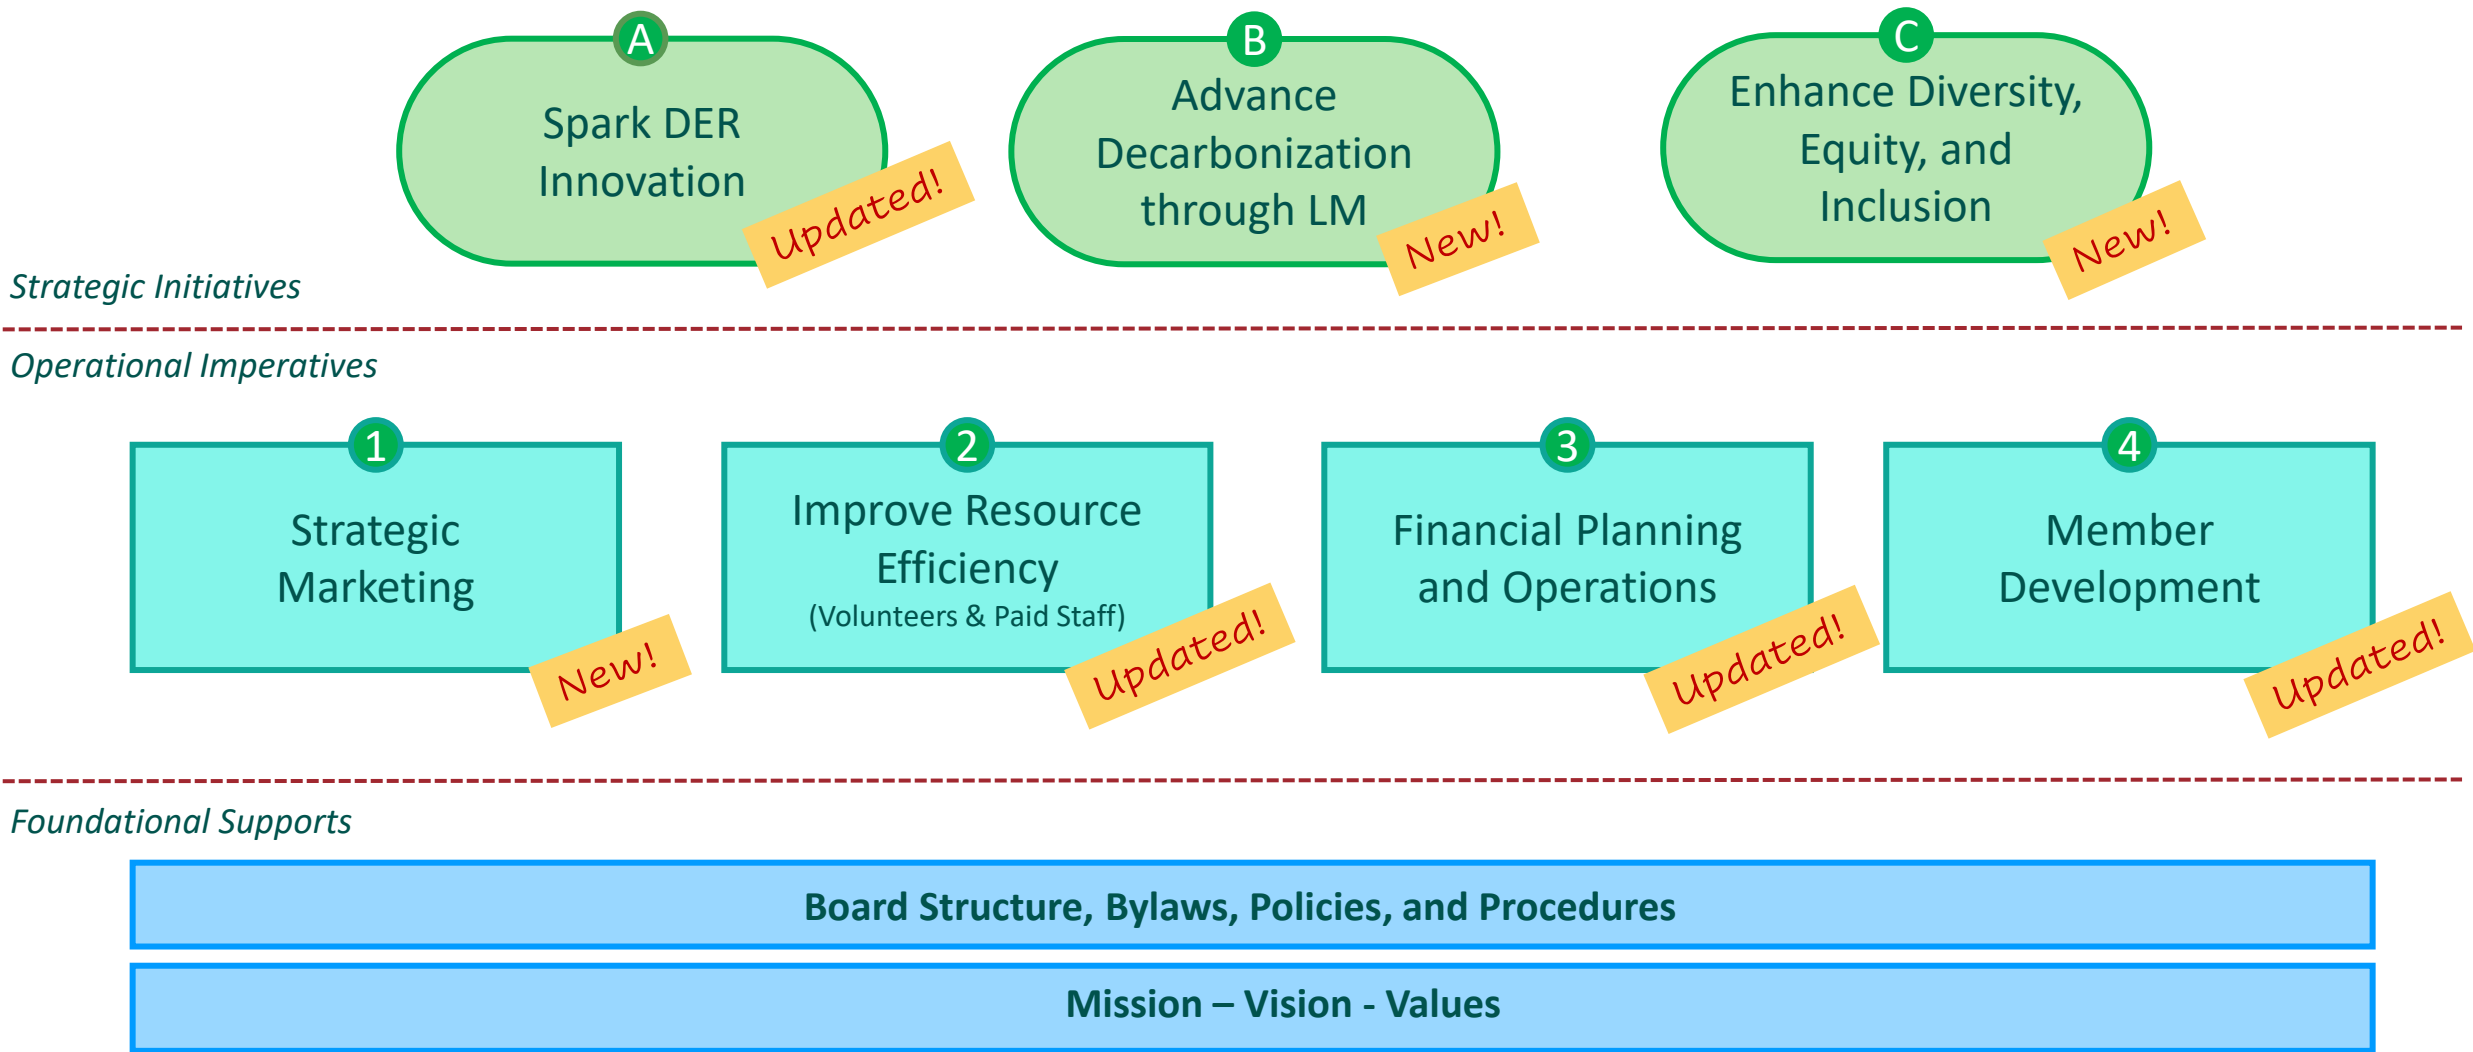 A
Spark DER
Innovation
Updated!
B
Advance
Decarbonization
through LM
New!
C
Enhance Diversity,
Equity, and
Inclusion
New!
Strategic Initiatives
Operational Imperatives
1
Strategic
Marketing
New!
2
Improve Resource
Efficiency
(Volunteers & Paid Staff)
Updated!
3
Financial Planning
and Operations
Updated!
4
Member
Development
Updated!
Foundational Supports
Board Structure, Bylaws, Policies, and Procedures
Mission – Vision - Values